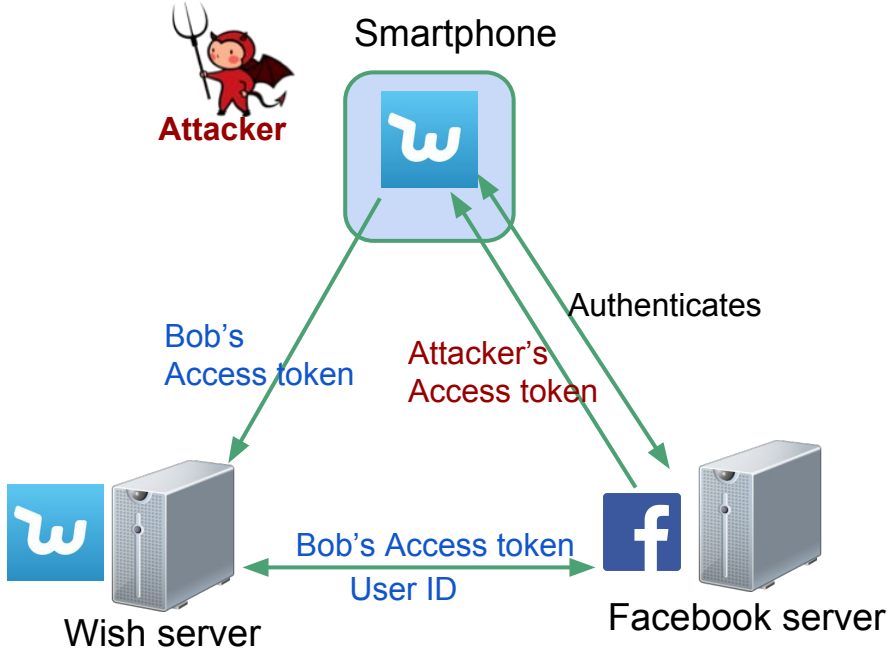 Smartphone
Attacker
Authenticates
Bob's
Access token
Attacker's
Access token
Bob's Access token
User ID
Wish server
Facebook server